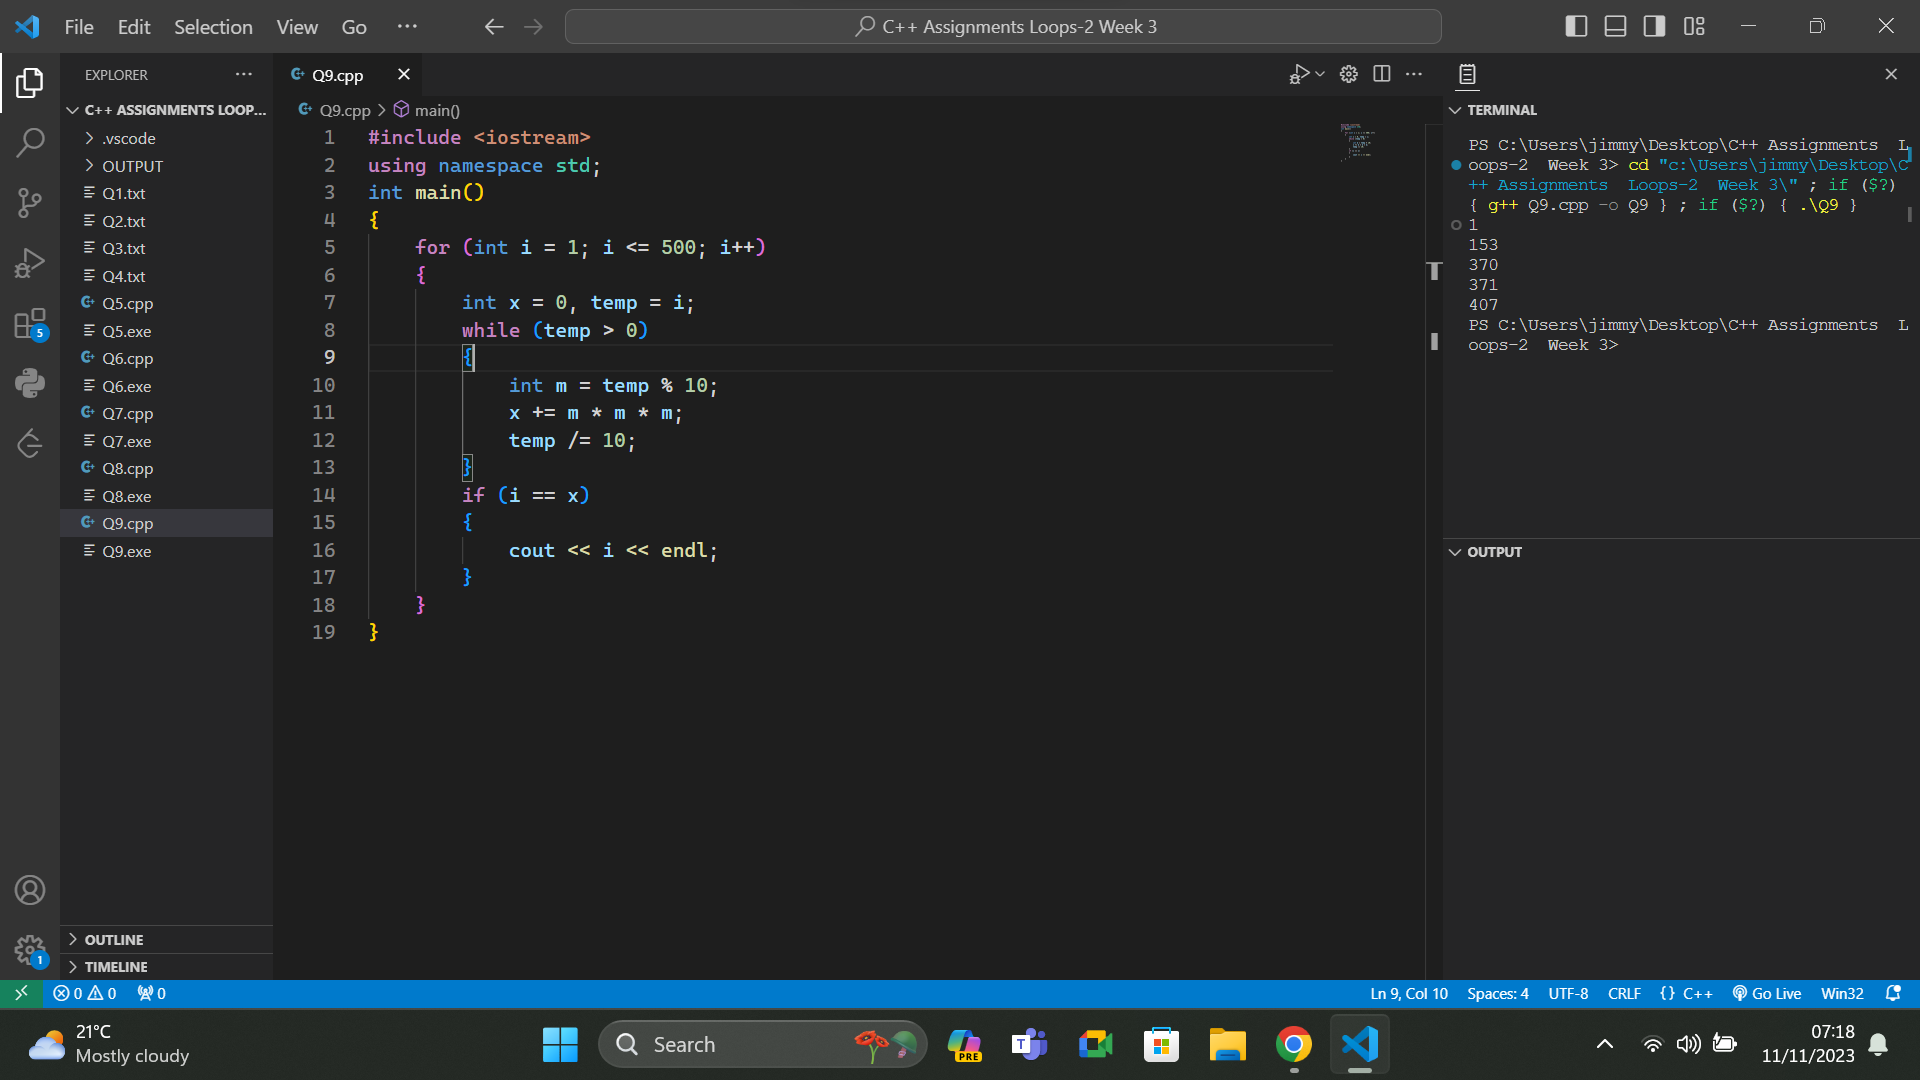 File Edit Selection View Go ··· C++ Assignments Loops-2 Week 3
EXPLORER ···
C++ ASSIGNMENTS LOOP...
.vscode
OUTPUT
Q1.txt
Q2.txt
Q3.txt
Q4.txt
Q5.cpp
Q5.exe
Q6.cpp
Q6.exe
Q7.cpp
Q7.exe
Q8.cpp
Q8.exe
Q9.cpp
Q9.exe
OUTLINE
TIMELINE
5
1
Q9.cpp
Q9.cpp > main()
1 #include <iostream>
2 using namespace std;
3 int main()
4 {
5 for (int i = 1; i <= 500; i++)
6 {
7 int x = 0, temp = i;
8 while (temp > 0)
9 {
10 int m = temp % 10;
11 x += m * m * m;
12 temp /= 10;
13 }
14 if (i == x)
15 {
16 cout << i << endl;
17 }
18 }
19 }
TERMINAL
PS C:\Users\jimmy\Desktop\C++ Assignments L
oops-2 Week 3> cd "c:\Users\jimmy\Desktop\C
++ Assignments Loops-2 Week 3\" ; if ($?)
{ g++ Q9.cpp -o Q9 } ; if ($?) { .\Q9 }
1
153
370
371
407
PS C:\Users\jimmy\Desktop\C++ Assignments L
oops-2 Week 3>
OUTPUT
0 0 0 Ln 9, Col 10 Spaces: 4 UTF-8 CRLF {} C++ Go Live Win32
21°C
Mostly cloudy
Search
PRE
T
07:18
11/11/2023